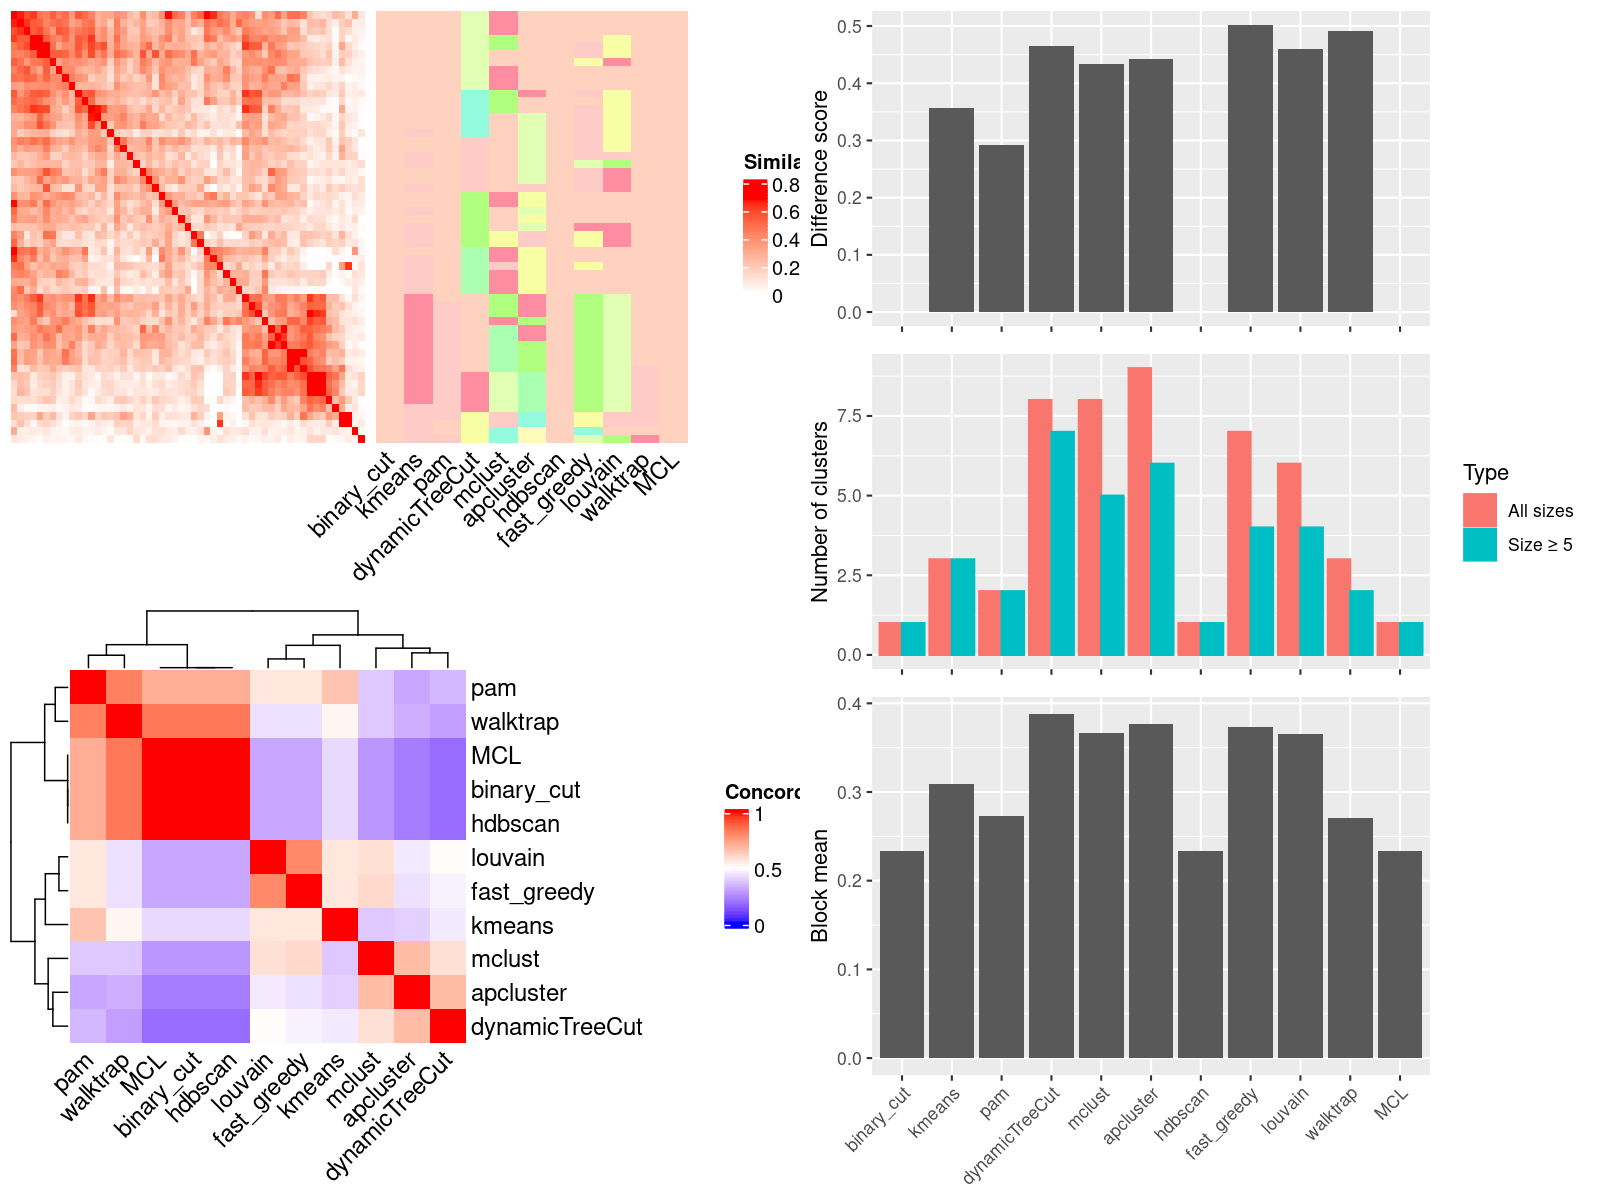 Simila
0.8
0.6
0.4
0.2
0
binary_cut
kmeans
pam
dynamicTreeCut
mclust
apcluster
hdbscan
fast_greedy
louvain
walktrap
MCL
pam
walktrap
MCL
binary_cut
hdbscan
louvain
fast_greedy
kmeans
mclust
apcluster
dynamicTreeCut
pam
walktrap
MCL
binary_cut
hdbscan
louvain
fast_greedy
kmeans
mclust
apcluster
dynamicTreeCut
Concord
1
0.5
0
Difference score
0.5
0.4
0.3
0.2
0.1
0.0
Number of clusters
7.5
5.0
2.5
0.0
Type
All sizes
Size ≥ 5
Block mean
0.4
0.3
0.2
0.1
0.0
binary_cut
kmeans
pam
dynamicTreeCut
mclust
apcluster
hdbscan
fast_greedy
louvain
walktrap
MCL